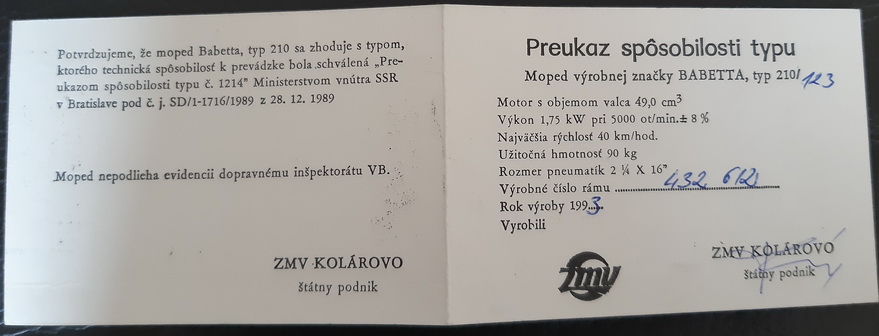 Potvrdzujeme, že moped Babetta, typ 210 sa zhoduje s typom,
ktorého technická spôsobilosť k prevádzke bola schválená „Pre-
ukazom spôsobilosti typu č. 1214" Ministerstvom vnútra SSR
v Bratislave pod č. j. SD/1-1716/1989 z 28. 12. 1989
Moped nepodlieha evidencii dopravnému inšpektorátu VB.
ZMV KOLÁROVO
štátny podnik
Preukaz spôsobilosti typu
Moped výrobnej značky BABETTA, typ 210/123
Motor s objemom valca 49,0 cm³
Výkon 1,75 kW pri 5000 ot/min.± 8 %
Najväčšia rýchlosť 40 km/hod.
Užitočná hmotnosť 90 kg
Rozmer pneumatík 2 ¼ X 16"
Výrobné číslo rámu 432 612
Rok výroby 1993
Vyrobili
zmv
ZMV KOLÁROVO
štátny podnik